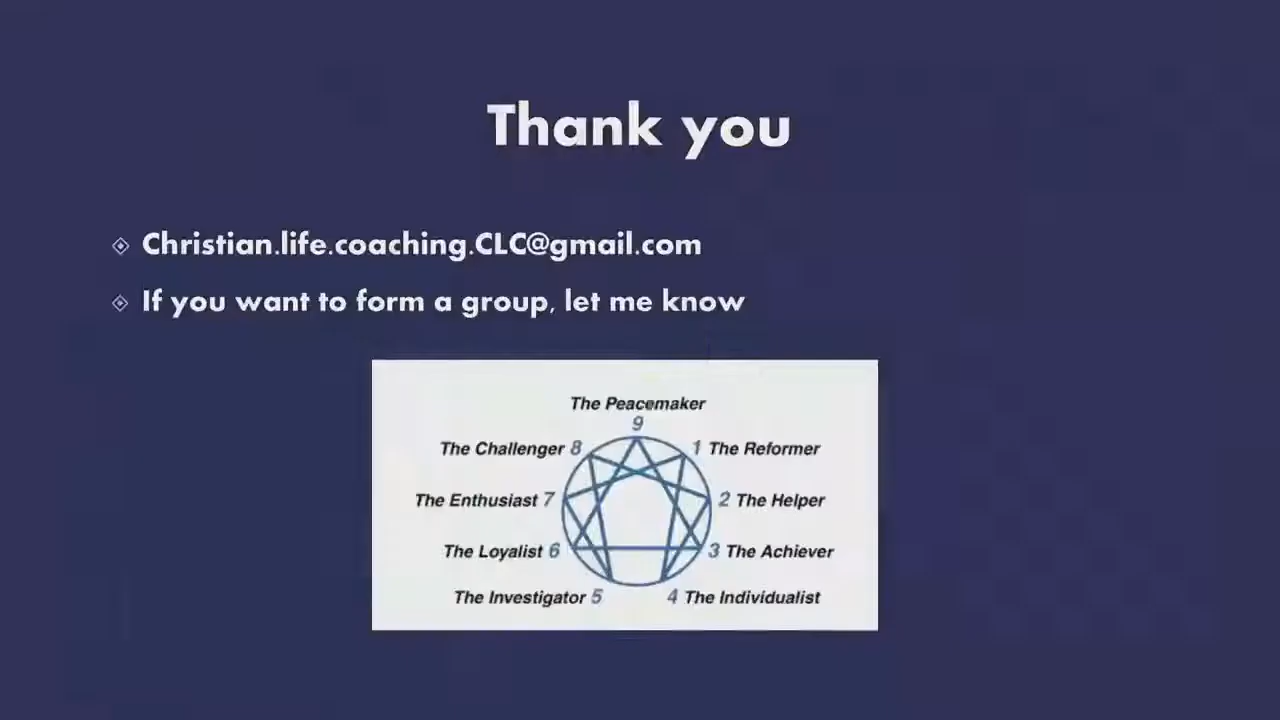 Thank you
Christian.life.coaching.CLC@gmail.com
If you want to form a group, let me know
The Peacemaker
9
The Challenger 8
1 The Reformer
The Enthusiast 7
2 The Helper
The Loyalist 6
3 The Achiever
The Investigator 5
4 The Individualist